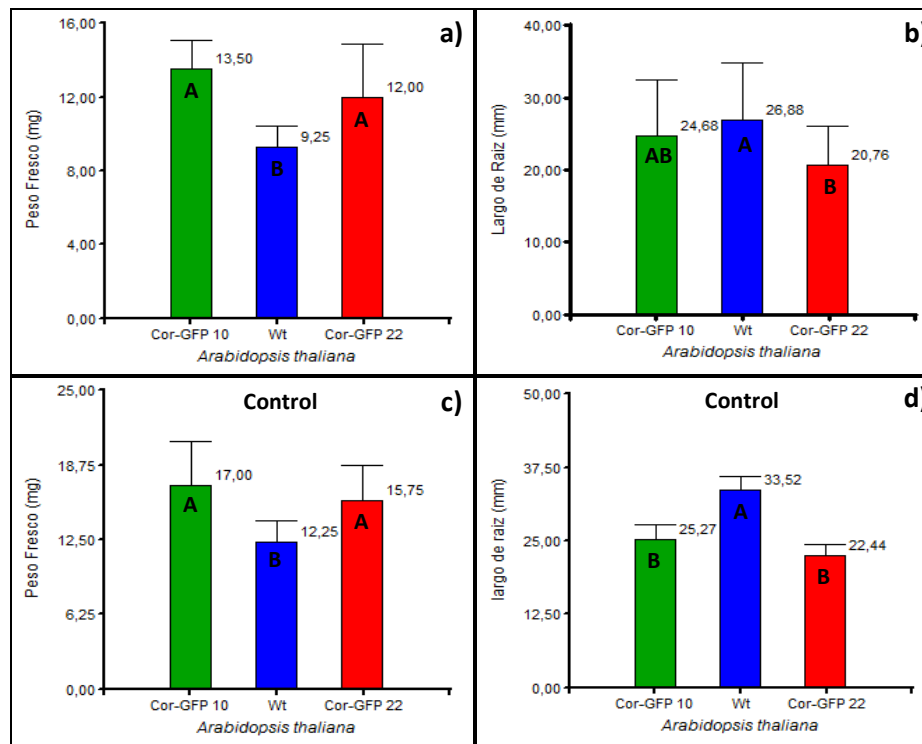 a)
Peso Fresco (mg)
16,00
12,00
8,00
4,00
0,00
13,50
9,25
12,00
A
B
A
Cor-GFP 10 Wt Cor-GFP 22
Arabidopsis thaliana
b)
Largo de Raiz (mm)
40,00
30,00
20,00
10,00
0,00
24,68
26,88
20,76
AB
A
B
Cor-GFP 10 Wt Cor-GFP 22
Arabidopsis thaliana
Control
c)
Peso Fresco (mg)
25,00
18,75
12,50
6,25
0,00
17,00
12,25
15,75
A
B
A
Cor-GFP 10 Wt Cor-GFP 22
Arabidopsis thaliana
Control
d)
largo de raiz (mm)
50,00
37,50
25,00
12,50
0,00
25,27
33,52
22,44
B
A
B
Cor-GFP 10 Wt Cor-GFP 22
Arabidopsis thaliana